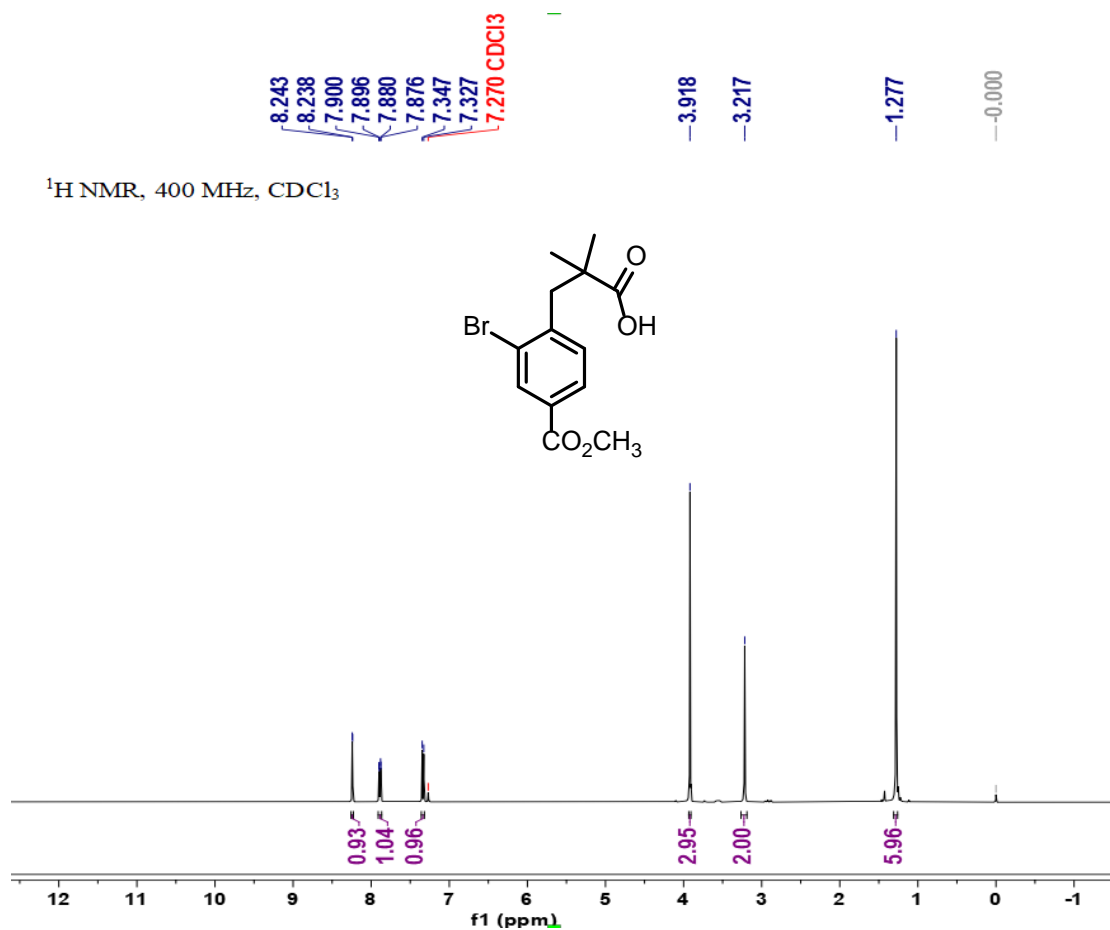 8.243
8.238
7.900
7.896
7.880
7.876
7.347
7.327
7.270 CDCl3
3.918
3.217
1.277
-0.000
¹H NMR, 400 MHz, CDCl₃
O
Br
OH
CO₂CH₃
0.93
1.04
0.96
2.95
2.00
5.96
12 11 10 9 8 7 6 5 4 3 2 1 0 -1
f1 (ppm)